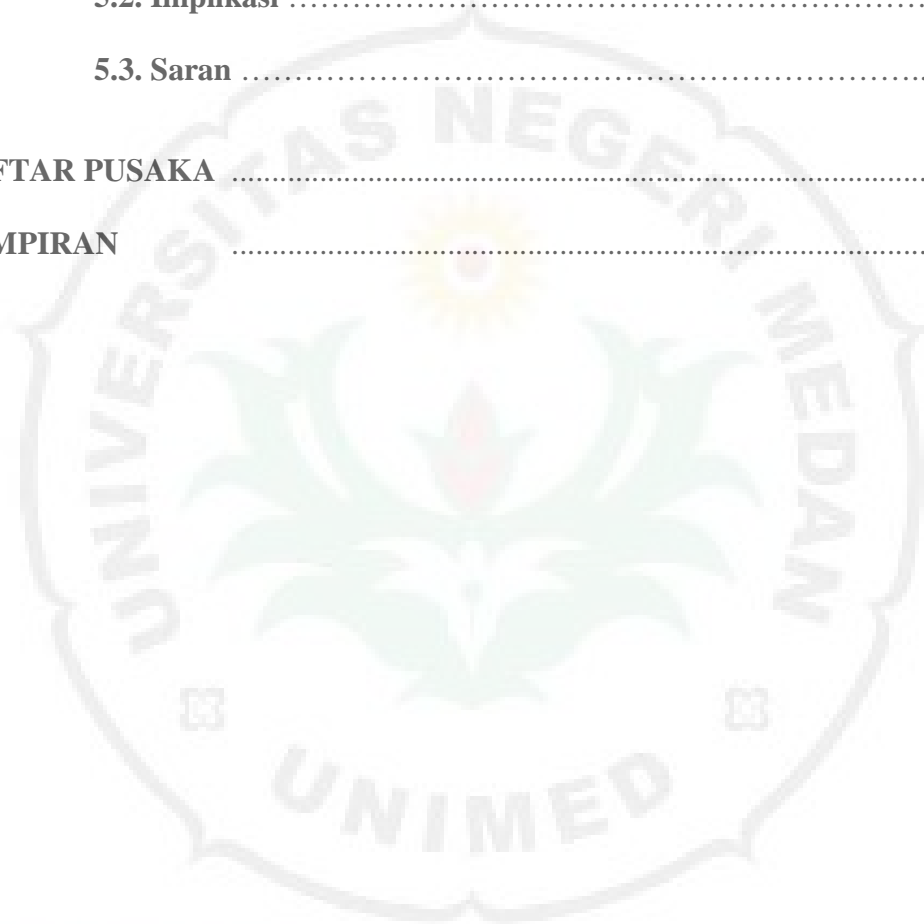 5.2. Implikasi ........................................................................
5.3. Saran ........................................................................
FTAR PUSAKA ........................................................................
MPIRAN ........................................................................
UNIVERSITAS NEGERI MEDAN
UNIMED